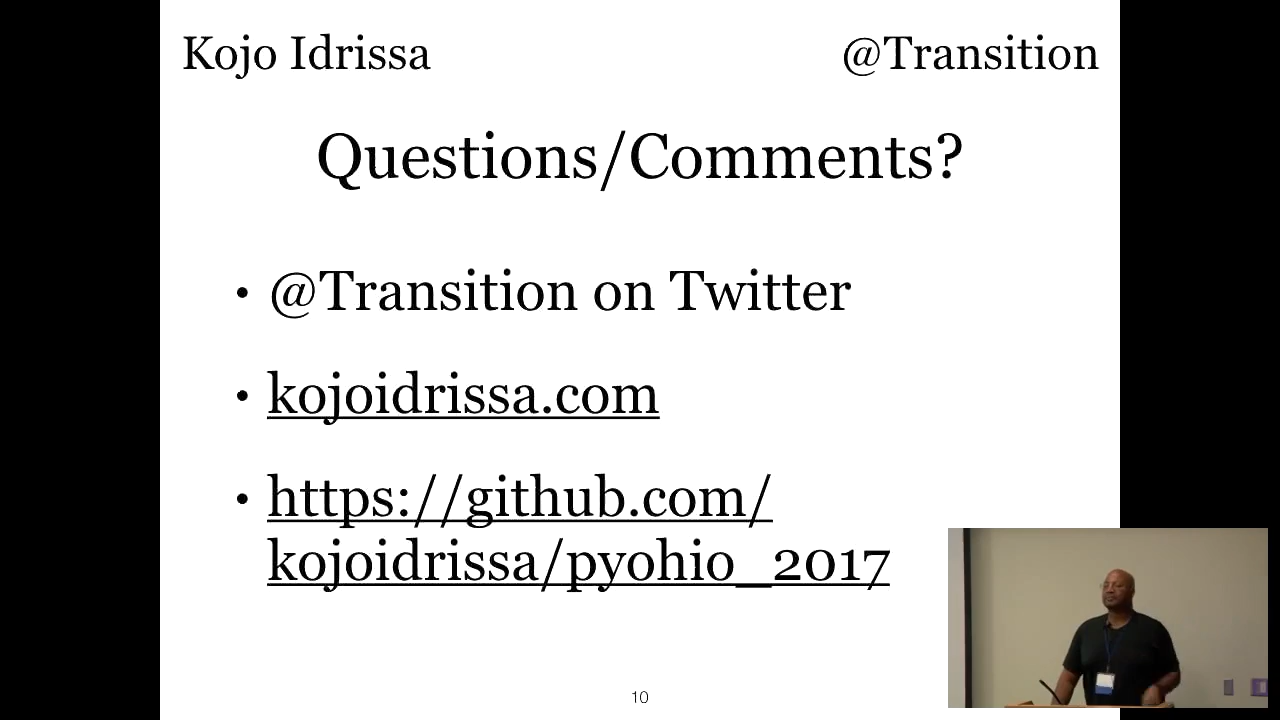 Kojo Idrissa
@Transition
Questions/Comments?
• @Transition on Twitter
• kojoidrissa.com
• https://github.com/
kojoidrissa/pyohio_2017
10